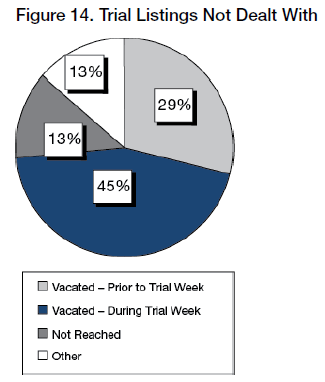 Figure 14. Trial Listings Not Dealt With
13%
29%
13%
45%
Vacated – Prior to Trial Week
Vacated – During Trial Week
Not Reached
Other